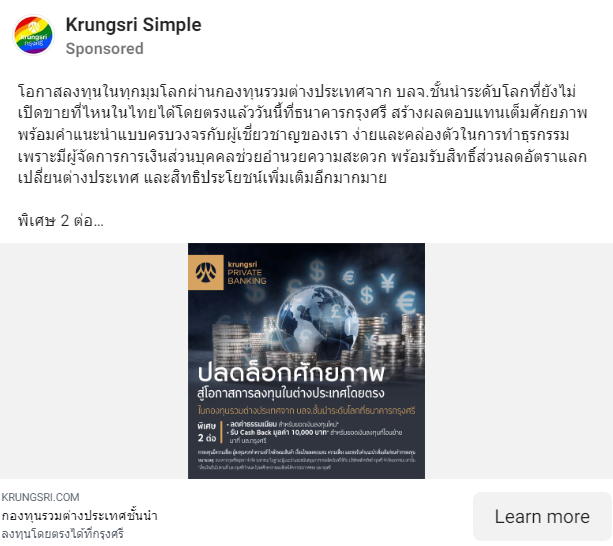 Krungsri Simple
Sponsored
krungsri
กรุงศรี
โอกาสลงทุนในทุกมุมโลกผ่านกองทุนรวมต่างประเทศจาก บลจ.ชั้นนำระดับโลกที่ยังไม่
เปิดขายที่ไหนในไทยได้โดยตรงแล้ววันนี้ที่ธนาคารกรุงศรี สร้างผลตอบแทนเต็มศักยภาพ
พร้อมคำแนะนำแบบครบวงจรกับผู้เชี่ยวชาญของเรา ง่ายและคล่องตัวในการทำธุรกรรม
เพราะมีผู้จัดการการเงินส่วนบุคคลช่วยอำนวยความสะดวก พร้อมรับสิทธิ์ส่วนลดอัตราแลก
เปลี่ยนต่างประเทศ และสิทธิประโยชน์เพิ่มเติมอีกมากมาย
พิเศษ 2 ต่อ...
krungsri
PRIVATE
BANKING
ปลดล็อกศักยภาพ
สู่โอกาสการลงทุนในต่างประเทศโดยตรง
ในกองทุนรวมต่างประเทศจาก บลจ.ชั้นนำระดับโลกที่ธนาคารกรุงศรี
พิเศษ
2 ต่อ
• ลดค่าธรรมเนียม สำหรับยอดเงินลงทุนใหม่*
• รับ Cash Back มูลค่า 10,000 บาท* สำหรับยอดเงินลงทุนที่โอนย้าย
KRUNGSRI.COM
กองทุนรวมต่างประเทศชั้นนำ
ลงทุนโดยตรงได้ที่กรุงศรี
Learn more